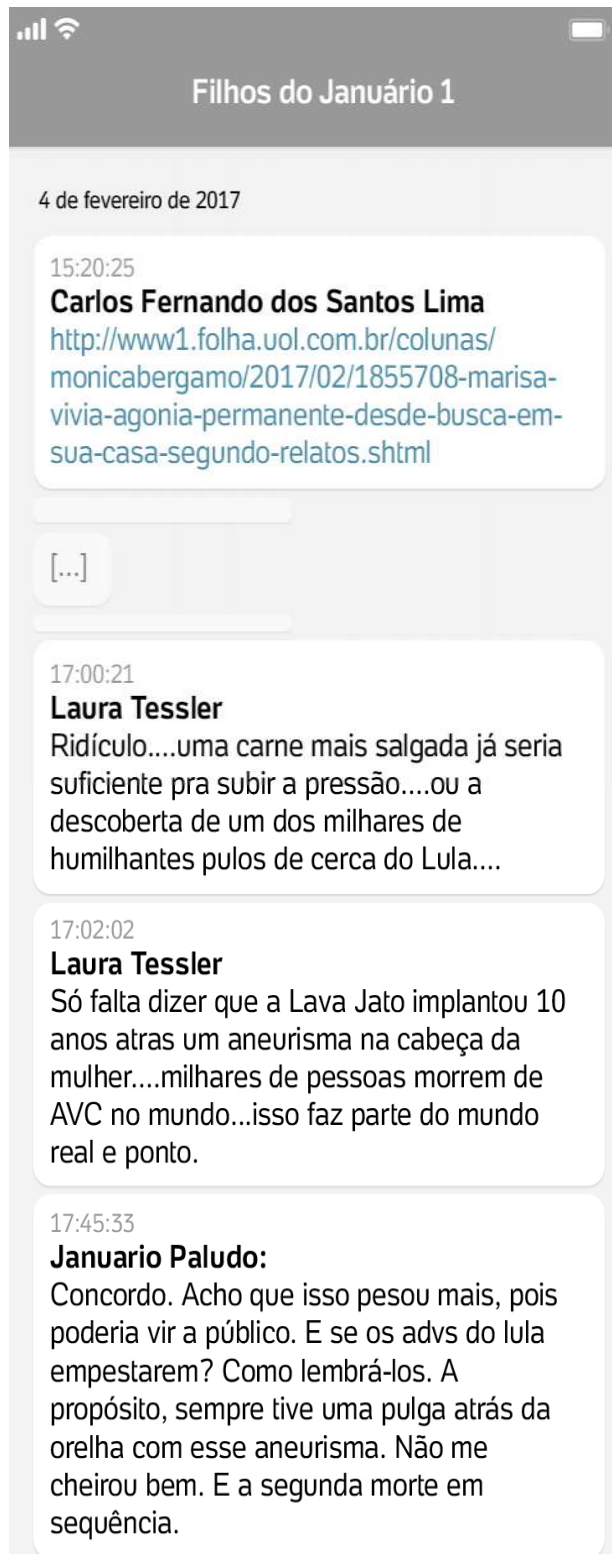 Filhos do Januário 1
4 de fevereiro de 2017
15:20:25
Carlos Fernando dos Santos Lima
http://www1.folha.uol.com.br/colunas/
monicabergamo/2017/02/1855708-marisa-
vivia-agonia-permanente-desde-busca-em-
sua-casa-segundo-relatos.shtml
[...]
17:00:21
Laura Tessler
Ridículo....uma carne mais salgada já seria
suficiente pra subir a pressão....ou a
descoberta de um dos milhares de
humilhantes pulos de cerca do Lula....
17:02:02
Laura Tessler
Só falta dizer que a Lava Jato implantou 10
anos atras um aneurisma na cabeça da
mulher....milhares de pessoas morrem de
AVC no mundo...isso faz parte do mundo
real e ponto.
17:45:33
Januario Paludo:
Concordo. Acho que isso pesou mais, pois
poderia vir a público. E se os advs do lula
empestarem? Como lembrá-los. A
propósito, sempre tive uma pulga atrás da
orelha com esse aneurisma. Não me
cheirou bem. E a segunda morte em
sequência.